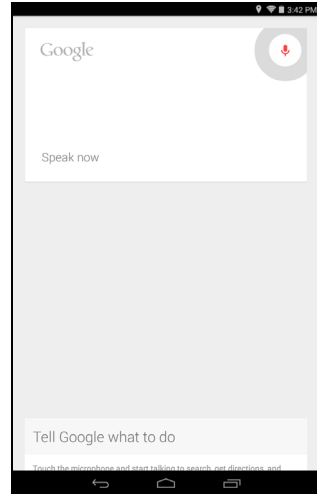 3:42 PM
Google
Speak now
Tell Google what to do
Touch the microphone and start talking to search, get directions, and